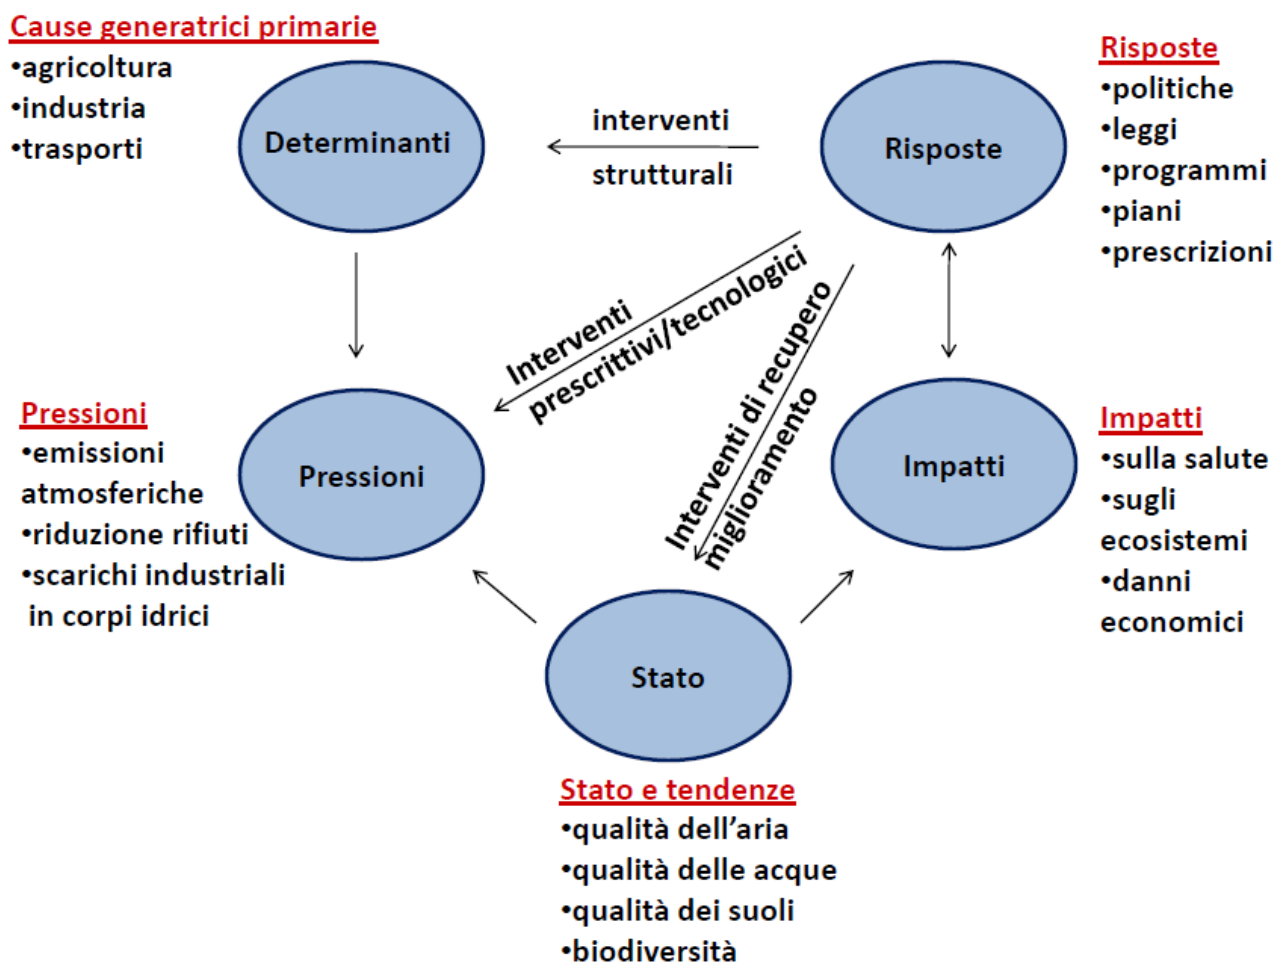 Cause generatrici primarie
•agricoltura
•industria
•trasporti
Determinanti
interventi
strutturali
Risposte
Risposte
•politiche
•leggi
•programmi
•piani
•prescrizioni
Interventi
prescrittivi/tecnologici
Interventi di recupero
miglioramento
Pressioni
•emissioni
atmosferiche
•riduzione rifiuti
•scarichi industriali
in corpi idrici
Pressioni
Impatti
Impatti
•sulla salute
•sugli
ecosistemi
•danni
economici
Stato
Stato e tendenze
•qualità dell’aria
•qualità delle acque
•qualità dei suoli
•biodiversità